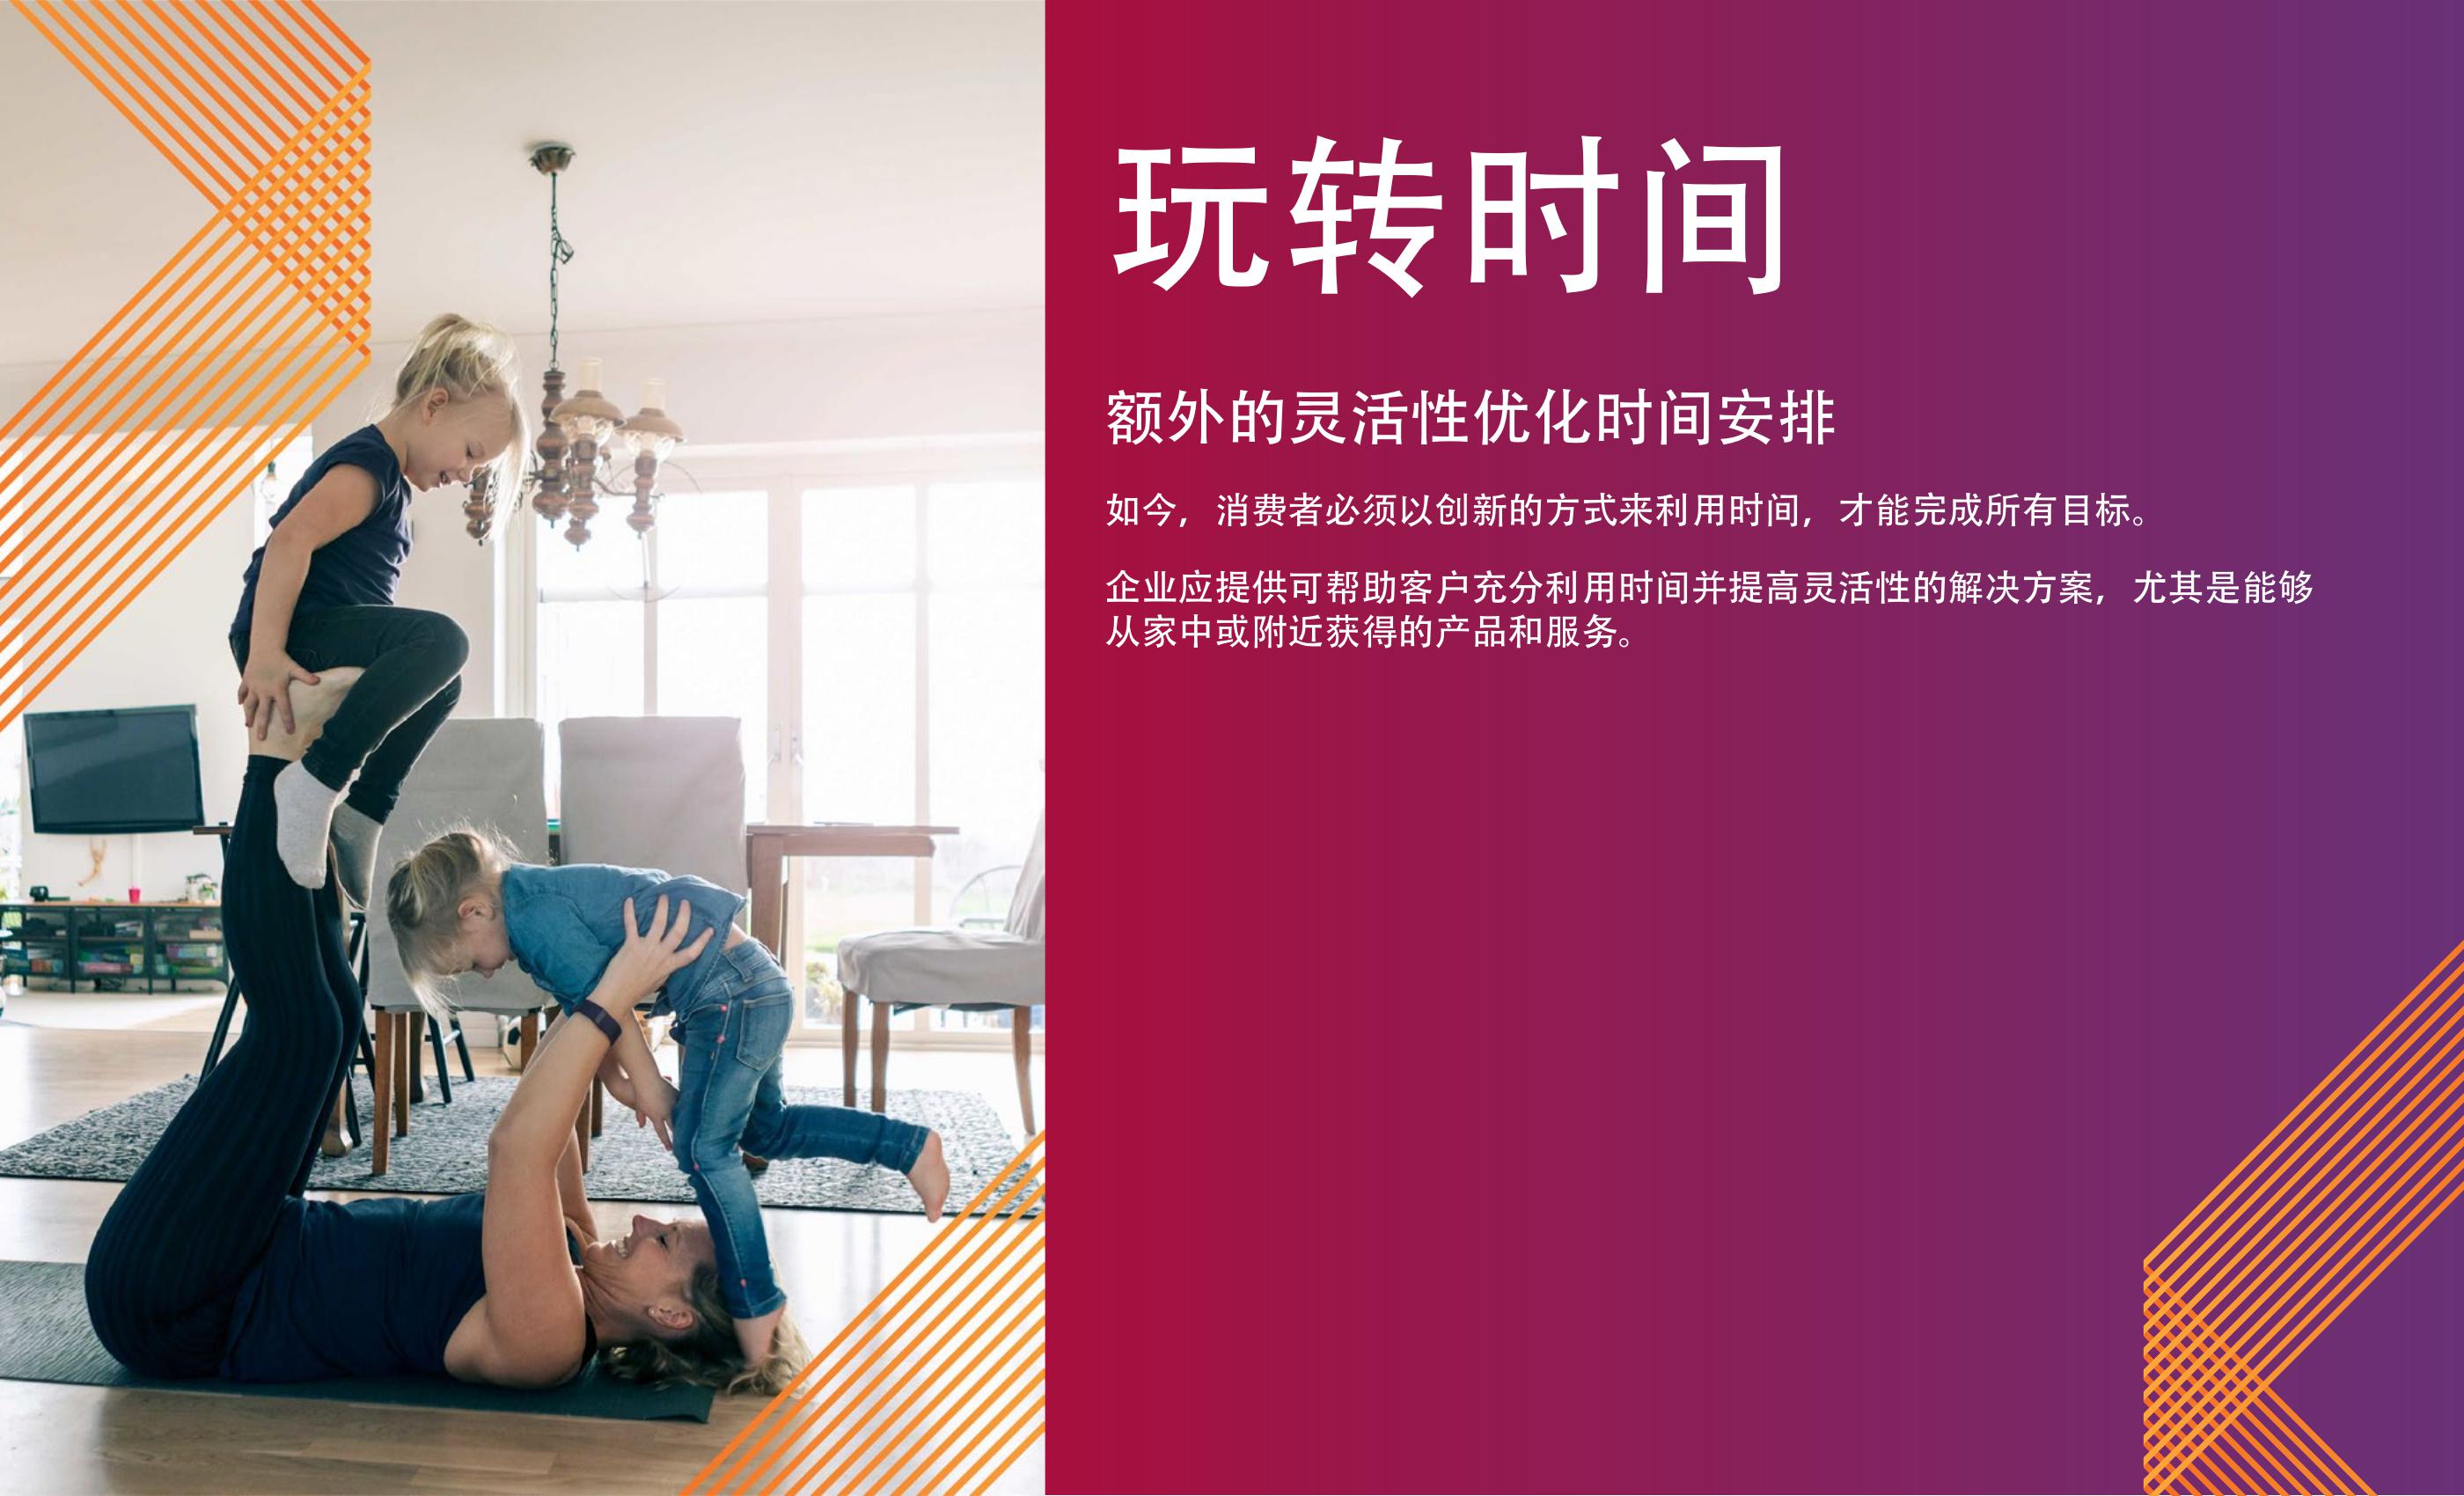 玩转时间
额外的灵活性优化时间安排
如今，消费者必须以创新的方式来利用时间，才能完成所有目标。
企业应提供可帮助客户充分利用时间并提高灵活性的解决方案，尤其是能够
从家中或附近获得的产品和服务。